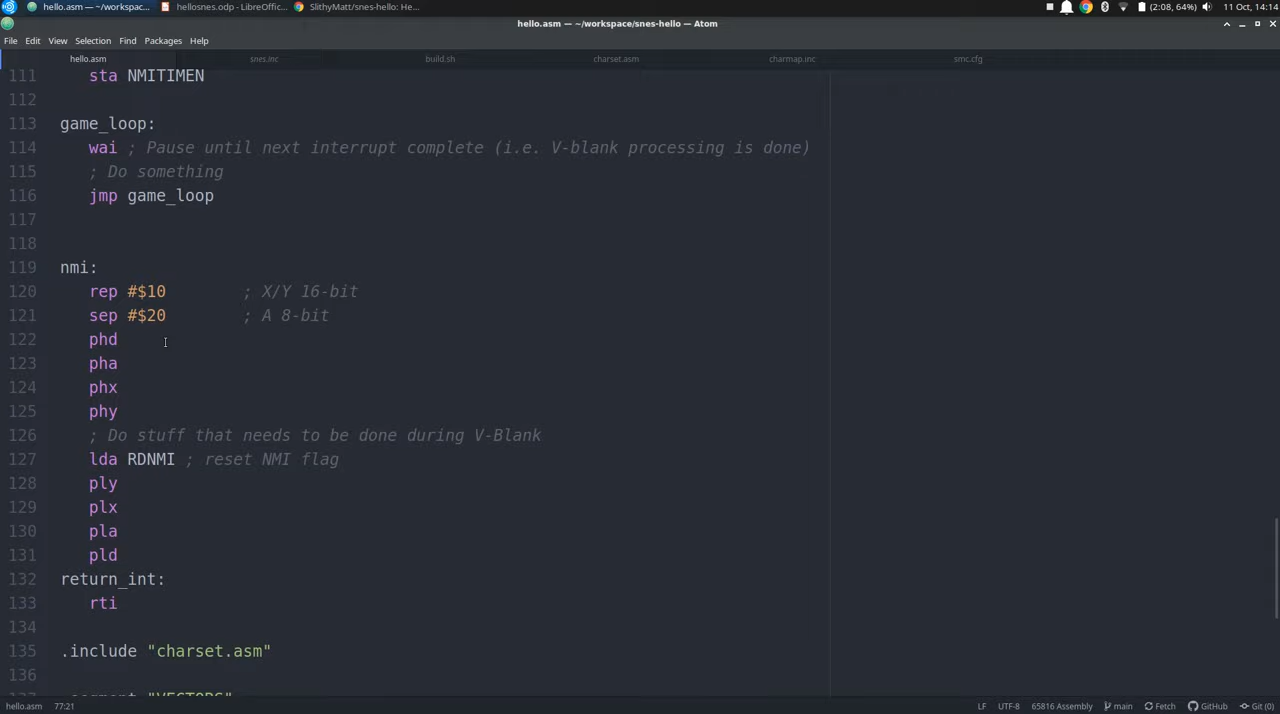 hello.asm — ~/workspac...
hellosnes.odp - LibreOffic...
SlithyMatt/snes-hello: He...
(2:08, 64%)
11 Oct, 14:14
hello.asm — ~/workspace/snes-hello — Atom
File Edit View Selection Find Packages Help
hello.asm snes.inc build.sh charset.asm charmap.inc smc.cfg
111 sta NMITIMEN
112
113 game_loop:
114 wai ; Pause until next interrupt complete (i.e. V-blank processing is done)
115 ; Do something
116 jmp game_loop
117
118
119 nmi:
120 rep #$10 ; X/Y 16-bit
121 sep #$20 ; A 8-bit
122 phd
123 pha
124 phx
125 phy
126 ; Do stuff that needs to be done during V-Blank
127 lda RDNMI ; reset NMI flag
128 ply
129 plx
130 pla
131 pld
132 return_int:
133 rti
134
135 .include "charset.asm"
136
137 .segment "VECTORS"
hello.asm 77:21 LF UTF-8 65816 Assembly main Fetch GitHub Git (0)